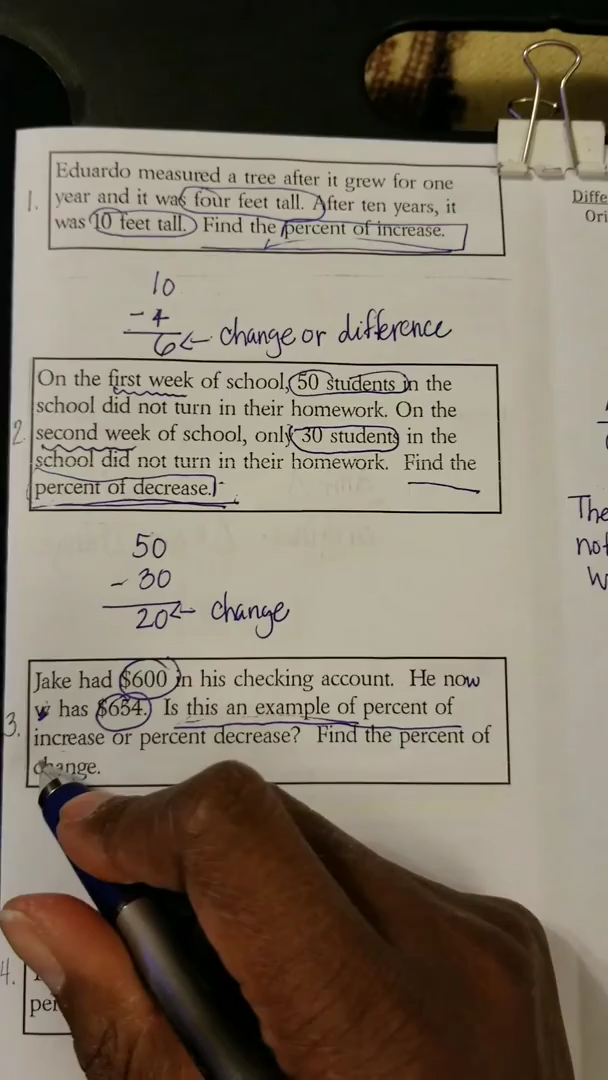 1.
Eduardo measured a tree after it grew for one
year and it was four feet tall. After ten years, it
was 10 feet tall. Find the percent of increase.
10
- 4
6 ← change or difference
2.
On the first week of school, 50 students in the
school did not turn in their homework. On the
second week of school, only 30 students in the
school did not turn in their homework. Find the
percent of decrease.
50
- 30
20 ← change
3.
Jake had $600 in his checking account. He now
has $654. Is this an example of percent of
increase or percent decrease? Find the percent of
change.
4.
per
Diffe
Ori
The
not
w